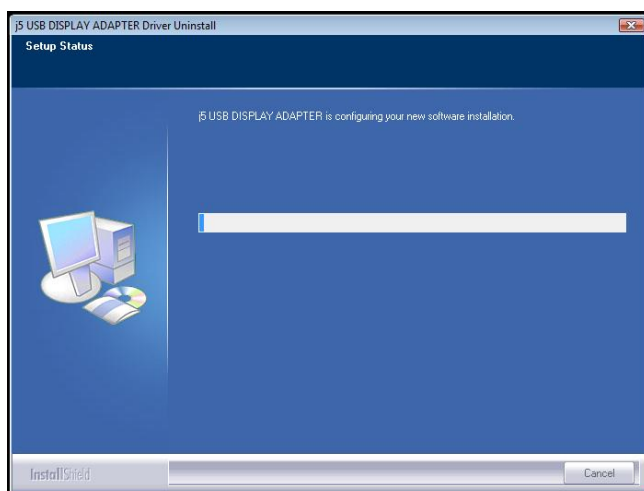 j5 USB DISPLAY ADAPTER Driver Uninstall
Setup Status
j5 USB DISPLAY ADAPTER is configuring your new software installation.
InstallShield
Cancel